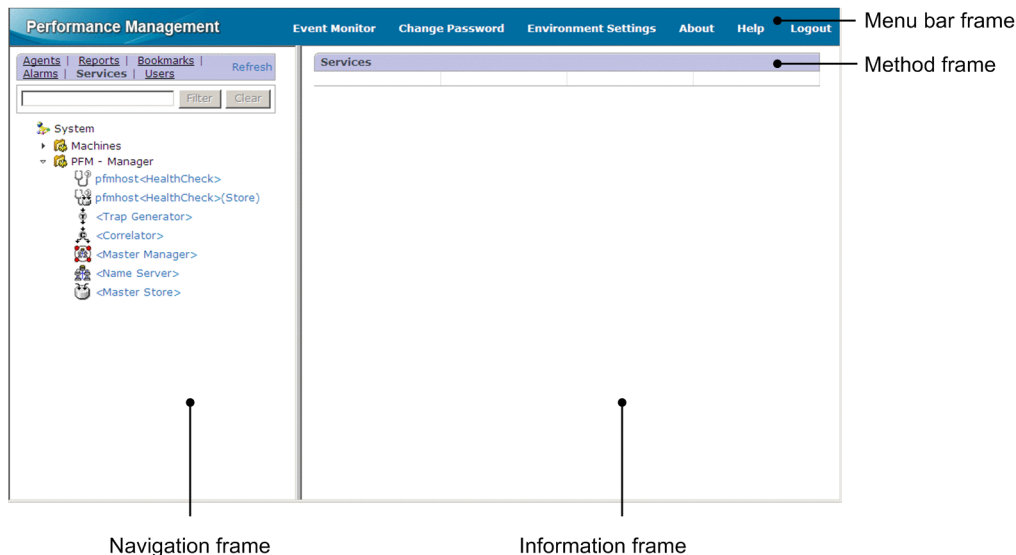 Performance Management
Event Monitor Change Password Environment Settings About Help Logout
Menu bar frame
Agents | Reports | Bookmarks |
Alarms | Services | Users
Refresh
Services
Method frame
Filter Clear
System
Machines
PFM - Manager
pfmhost<HealthCheck>
pfmhost<HealthCheck>(Store)
<Trap Generator>
<Correlator>
<Master Manager>
<Name Server>
<Master Store>
Navigation frame
Information frame